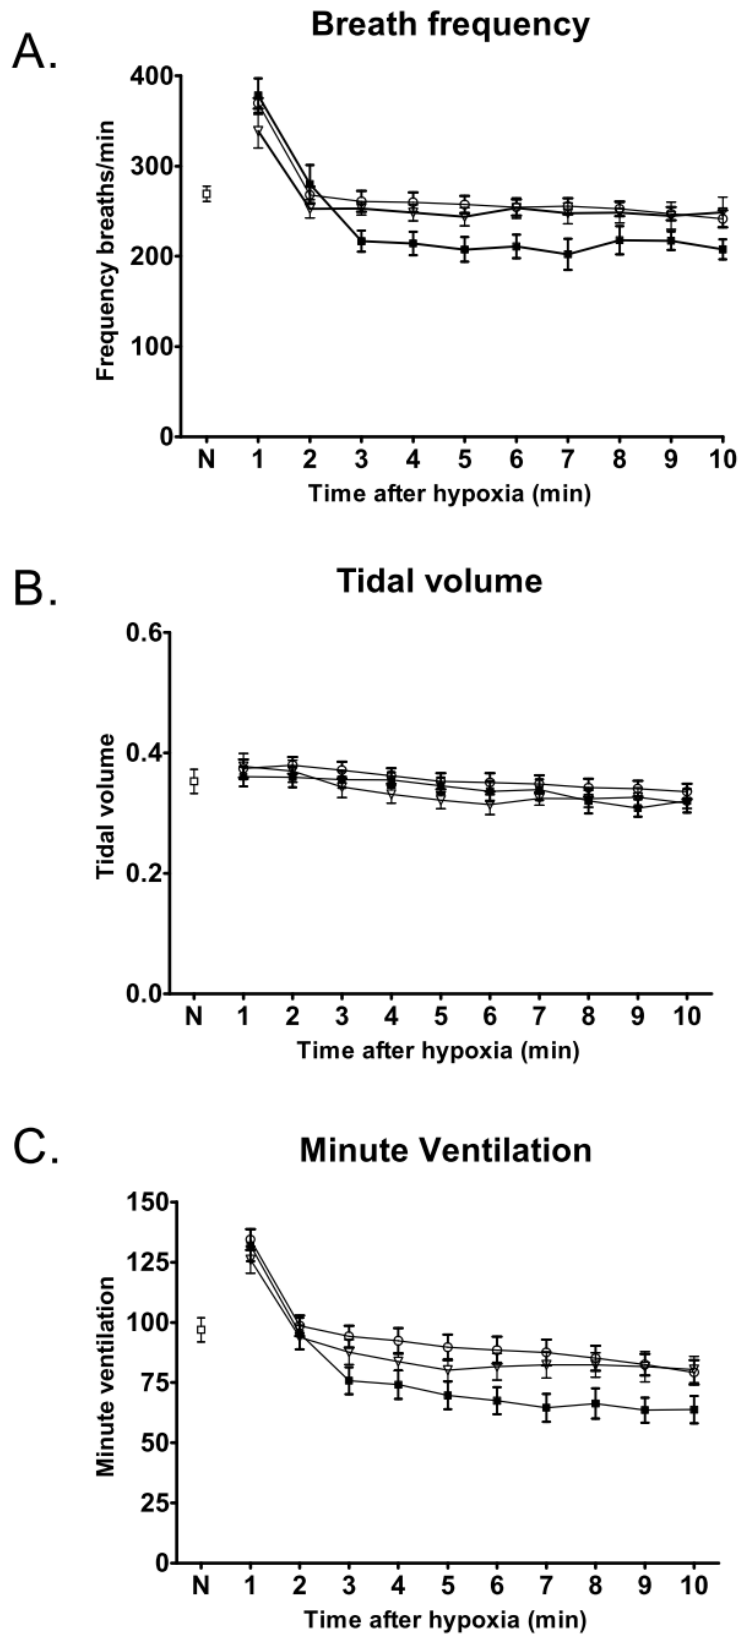 A.
Breath frequency
400
300
200
100
0
Frequency breaths/min
N 1 2 3 4 5 6 7 8 9 10
Time after hypoxia (min)
B.
Tidal volume
0.6
0.4
0.2
0.0
Tidal volume
N 1 2 3 4 5 6 7 8 9 10
Time after hypoxia (min)
C.
Minute Ventilation
150
125
100
75
50
25
0
Minute ventilation
N 1 2 3 4 5 6 7 8 9 10
Time after hypoxia (min)